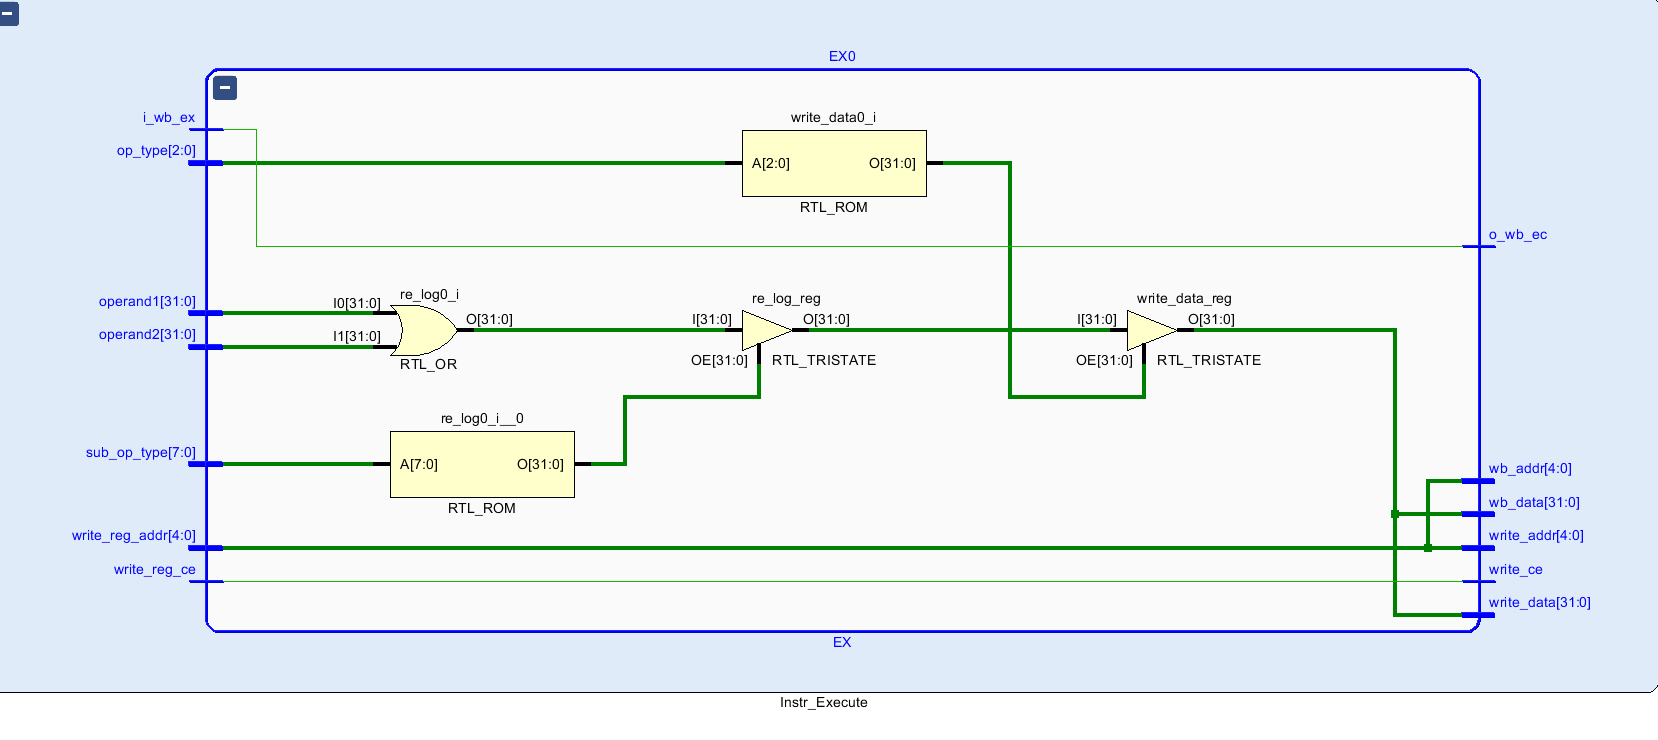 EX0
i_wb_ex
write_data0_i
op_type[2:0]
A[2:0] O[31:0]
RTL_ROM
o_wb_ec
operand1[31:0]
I0[31:0] re_log0_i
re_log_reg
write_data_reg
O[31:0]
I[31:0] O[31:0]
I[31:0] O[31:0]
operand2[31:0]
I1[31:0]
RTL_OR
OE[31:0] RTL_TRISTATE
OE[31:0] RTL_TRISTATE
re_log0_i__0
sub_op_type[7:0]
A[7:0] O[31:0]
RTL_ROM
wb_addr[4:0]
wb_data[31:0]
write_reg_addr[4:0]
write_addr[4:0]
write_reg_ce
write_ce
write_data[31:0]
EX
Instr_Execute